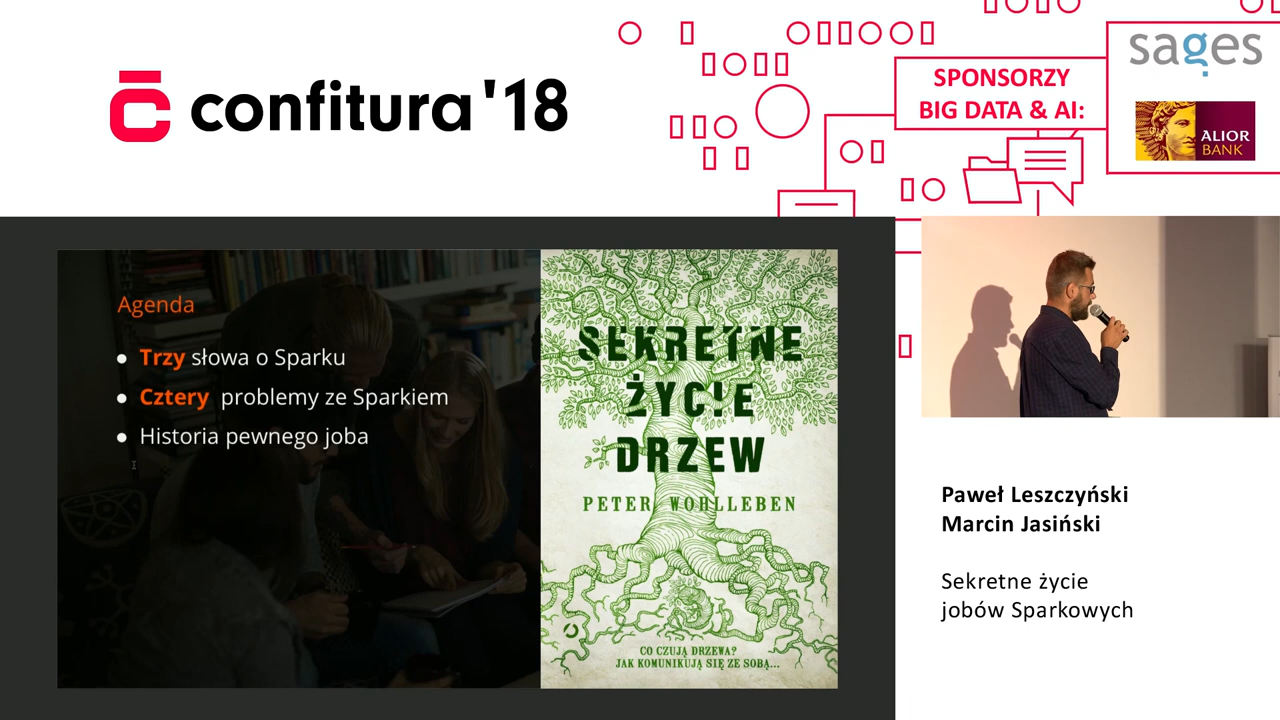 confitura '18
SPONSORZY
BIG DATA & AI:
sages
ALIOR
BANK
Agenda
Trzy słowa o Sparku
Cztery problemy ze Sparkiem
Historia pewnego joba
SEKRETNE
ŻYCIE
DRZEW
PETER WOHLLEBEN
CO CZUJĄ DRZEWA?
JAK KOMUNIKUJĄ SIĘ ZE SOBĄ...
Paweł Leszczyński
Marcin Jasiński
Sekretne życie
jobów Sparkowych